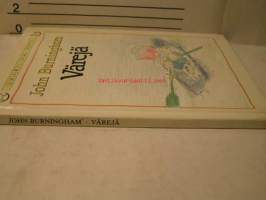 2
0
John Burningham
Värejä
JOHN BURNINGHAM · VÄREJÄ